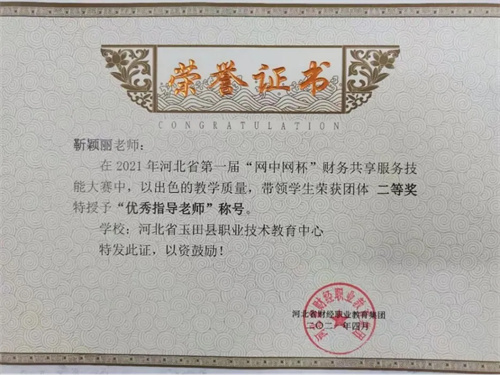 荣誉证书
CONGRATULATION
靳颖丽老师:
在2021年河北省第一届“网中网杯”财务共享服务技
能大赛中，以出色的教学质量，带领学生荣获团体 二等奖
特授予“优秀指导老师”称号。
学校：河北省玉田县职业技术教育中心
特发此证，以资鼓励！
河北省财经职业教育集团
二〇二一年四月